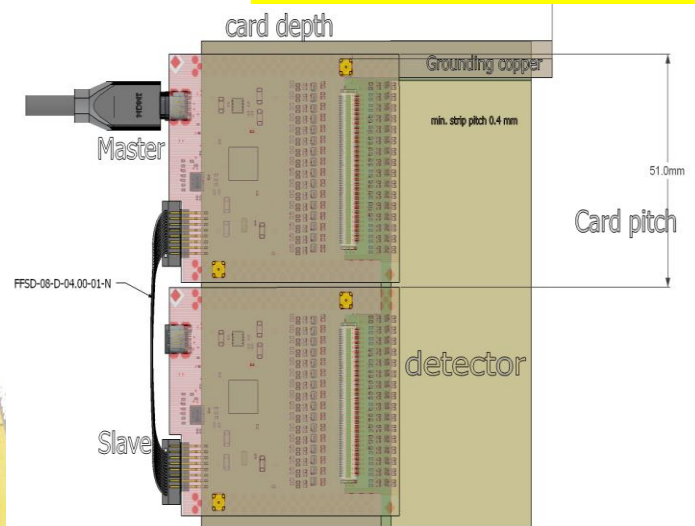 card depth
Grounding copper
HDMI
min. strip pitch 0.4 mm
Master
51.0mm
Card pitch
FFSD-08-D-04.00-01-N
detector
Slave